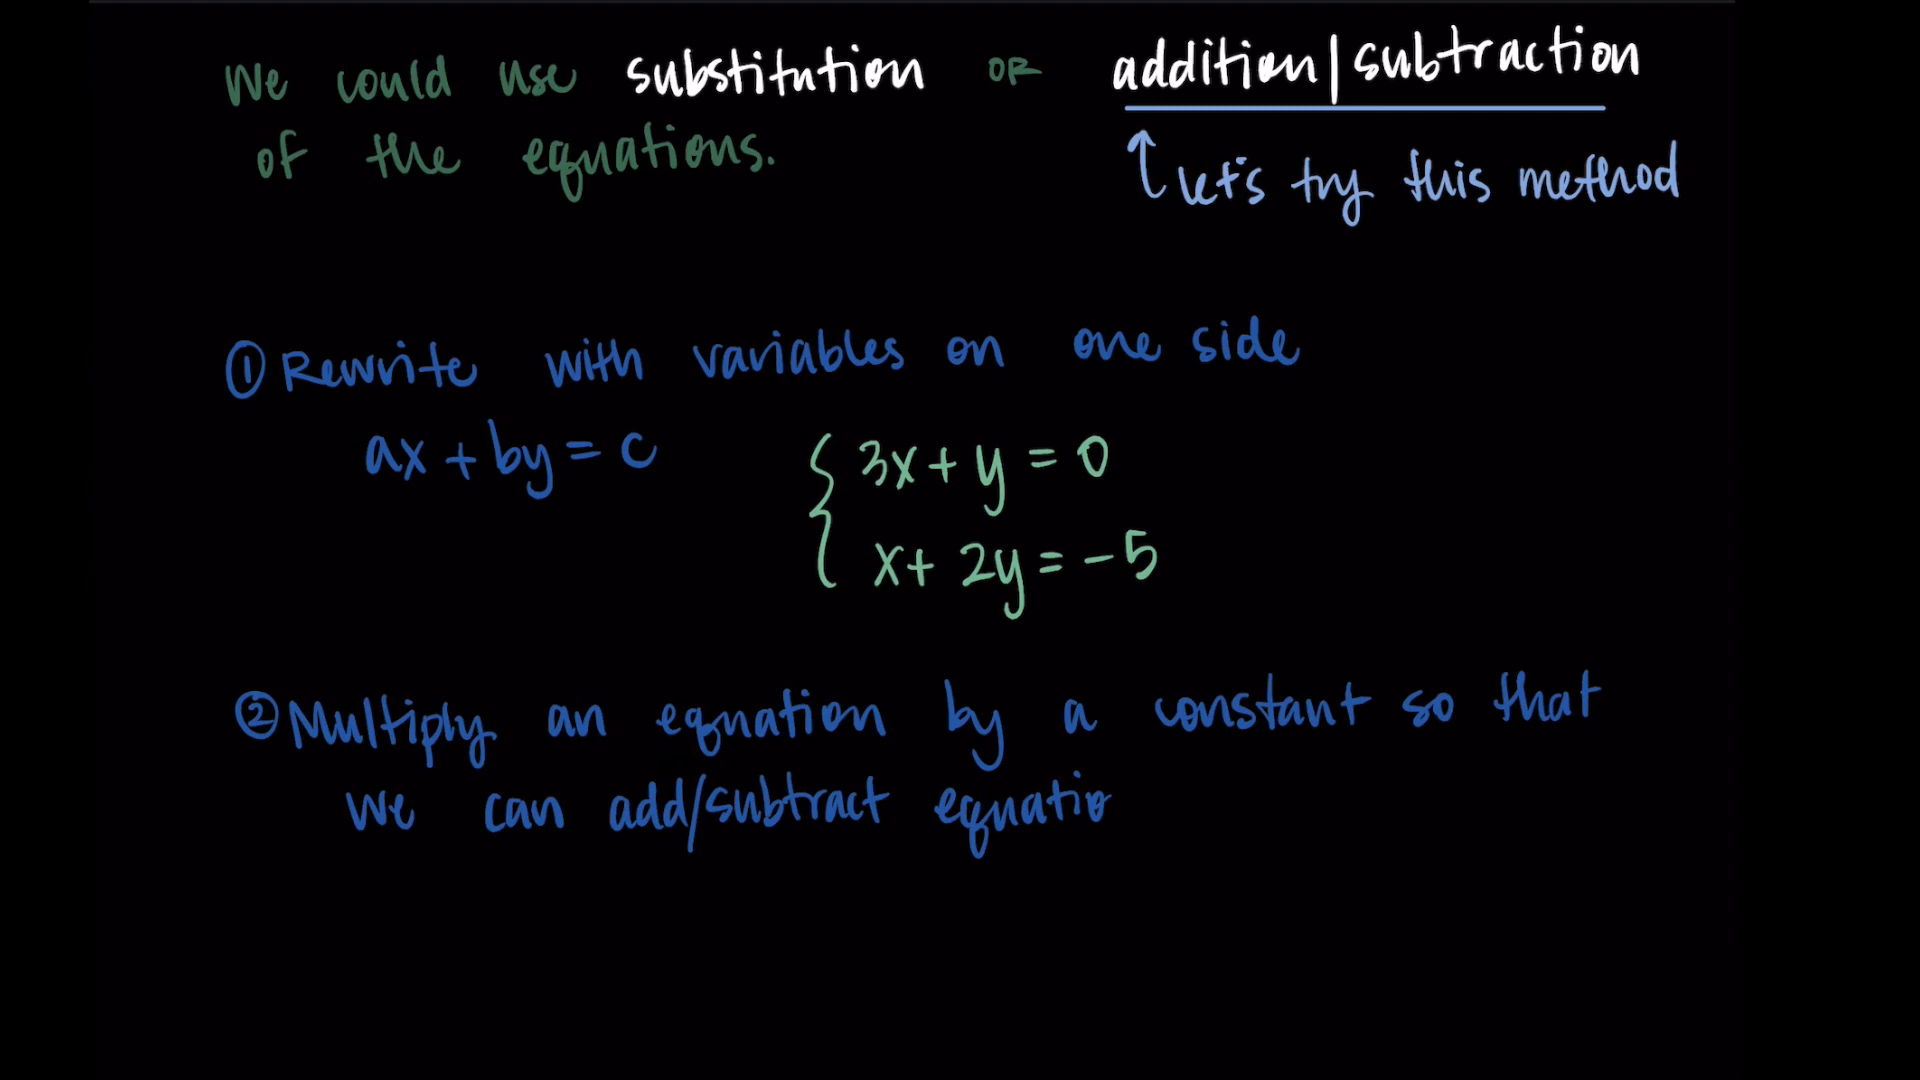 We could use substitution OR addition|subtraction
of the equations.
↑ let's try this method
① Rewrite with variables on one side
ax + by = c
3x + y = 0
x + 2y = -5
② Multiply an equation by a constant so that
we can add/subtract equatio